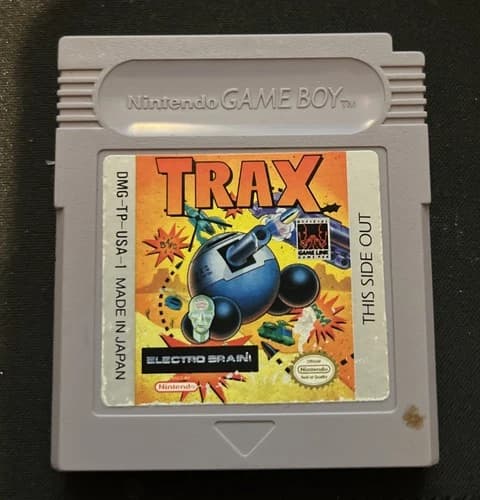 Nintendo GAME BOY TM
TRAX
DMG-TP-USA-1 MADE IN JAPAN
THIS SIDE OUT
ELECTRO BRAIN
Nintendo
Official
Nintendo
Seal of Quality